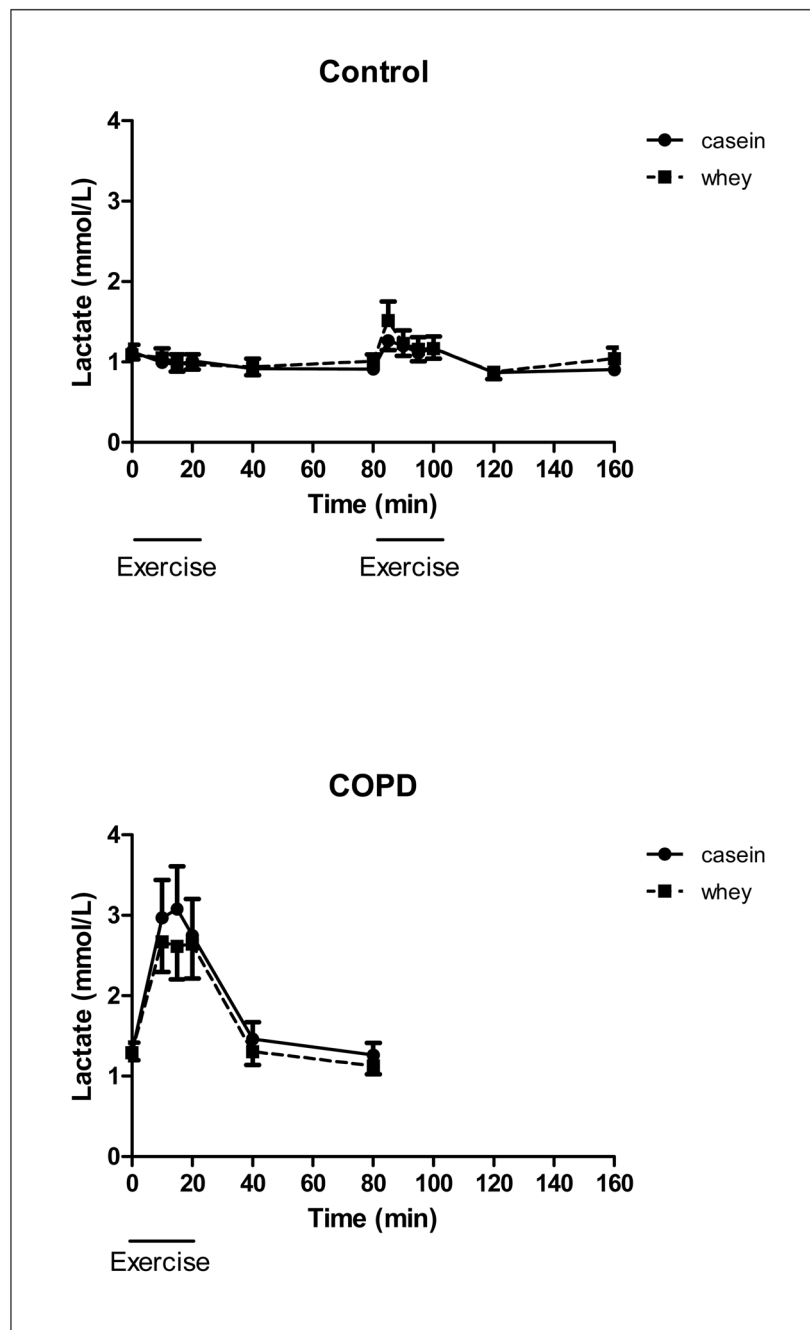 Control
casein
whey
Lactate (mmol/L)
4
3
2
1
0
0 20 40 60 80 100 120 140 160
Time (min)
Exercise Exercise
COPD
casein
whey
Lactate (mmol/L)
4
3
2
1
0
0 20 40 60 80 100 120 140 160
Time (min)
Exercise